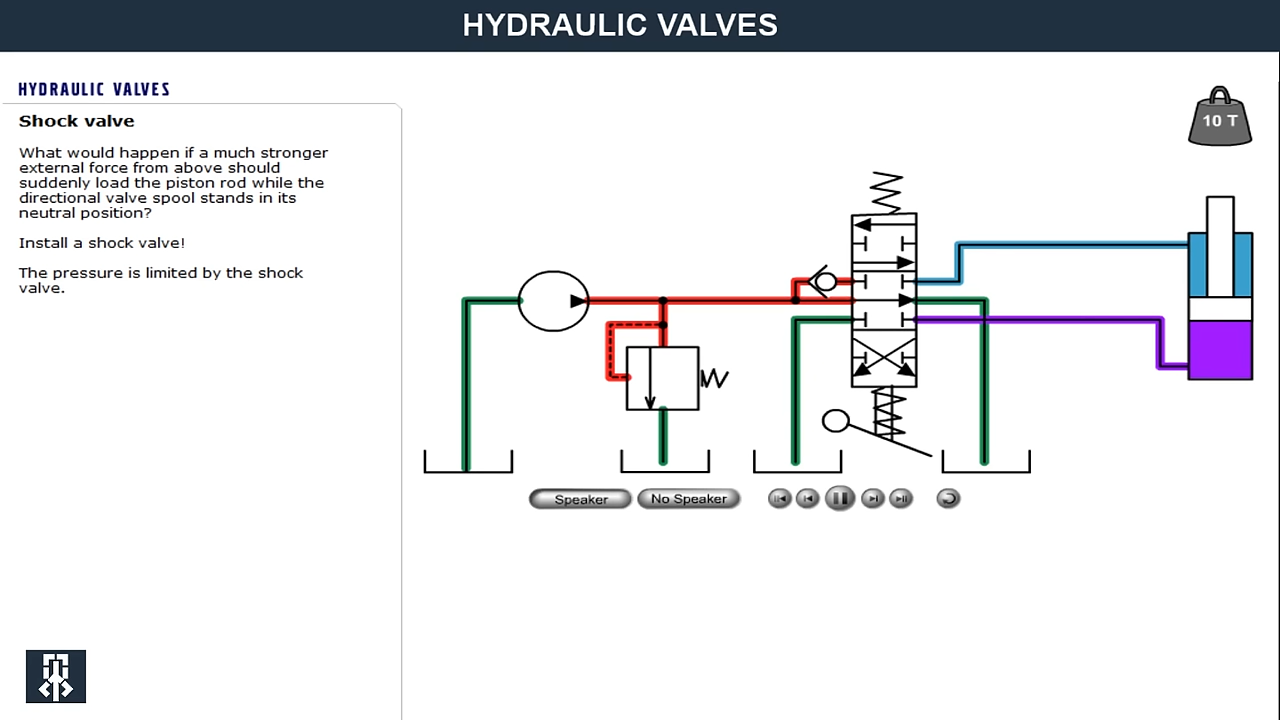 HYDRAULIC VALVES
HYDRAULIC VALVES
Shock valve
What would happen if a much stronger
external force from above should
suddenly load the piston rod while the
directional valve spool stands in its
neutral position?
Install a shock valve!
The pressure is limited by the shock
valve.
10 T
Speaker
No Speaker